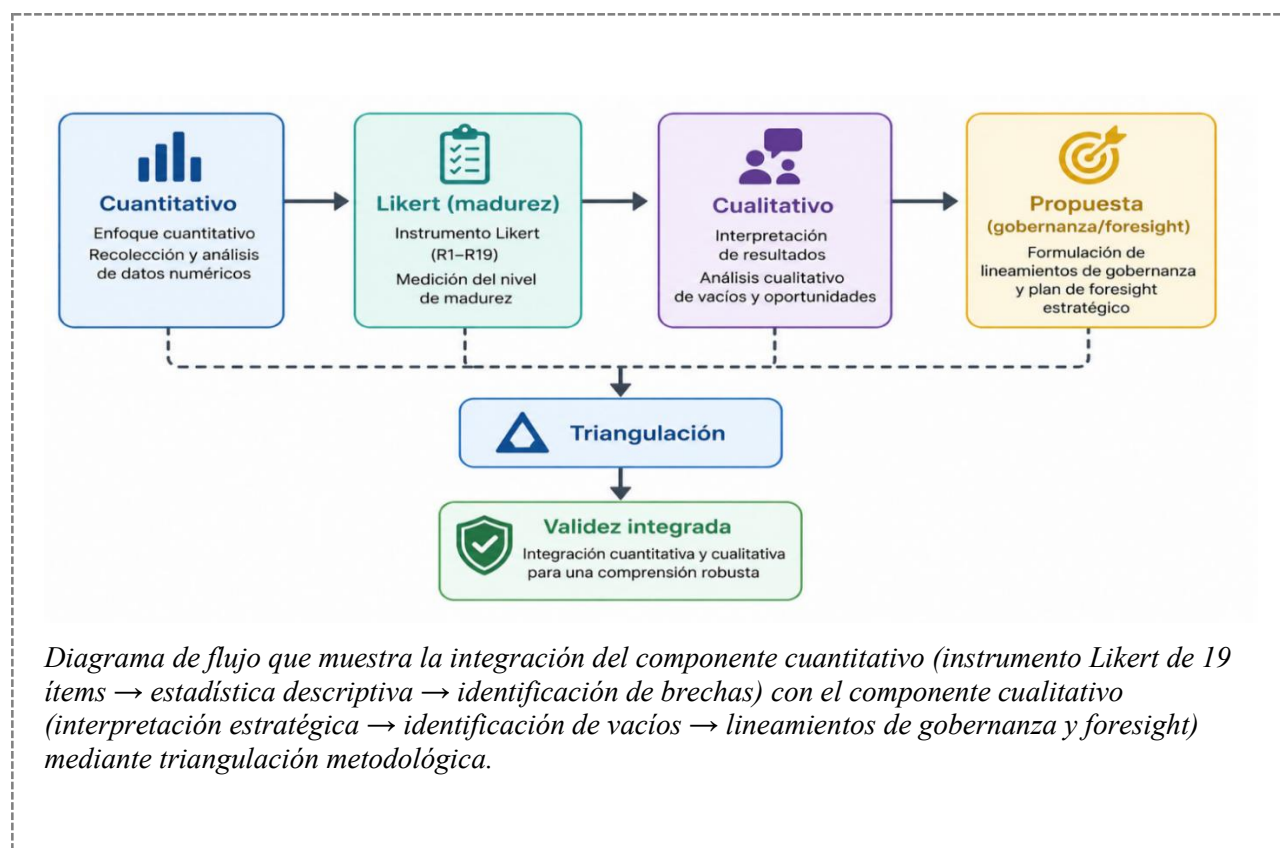 Cuantitativo
Enfoque cuantitativo
Recolección y análisis
de datos numéricos
Likert (madurez)
Instrumento Likert
(R1–R19)
Medición del nivel
de madurez
Cualitativo
Interpretación
de resultados
Análisis cualitativo
de vacíos y oportunidades
Propuesta
(gobernanza/foresight)
Formulación de
lineamientos de gobernanza
y plan de foresight
estratégico
Triangulación
Validez integrada
Integración cuantitativa y cualitativa
para una comprensión robusta
Diagrama de flujo que muestra la integración del componente cuantitativo (instrumento Likert de 19
ítems → estadística descriptiva → identificación de brechas) con el componente cualitativo
(interpretación estratégica → identificación de vacíos → lineamientos de gobernanza y foresight)
mediante triangulación metodológica.